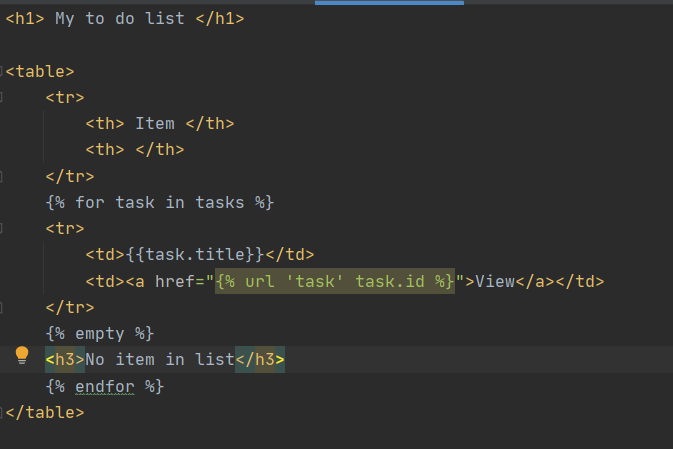 <h1> My to do list </h1>
<table>
<tr>
<th> Item </th>
<th> </th>
</tr>
{% for task in tasks %}
<tr>
<td>{{task.title}}</td>
<td><a href="{% url 'task' task.id %}">View</a></td>
</tr>
{% empty %}
<h3>No item in list</h3>
{% endfor %}
</table>